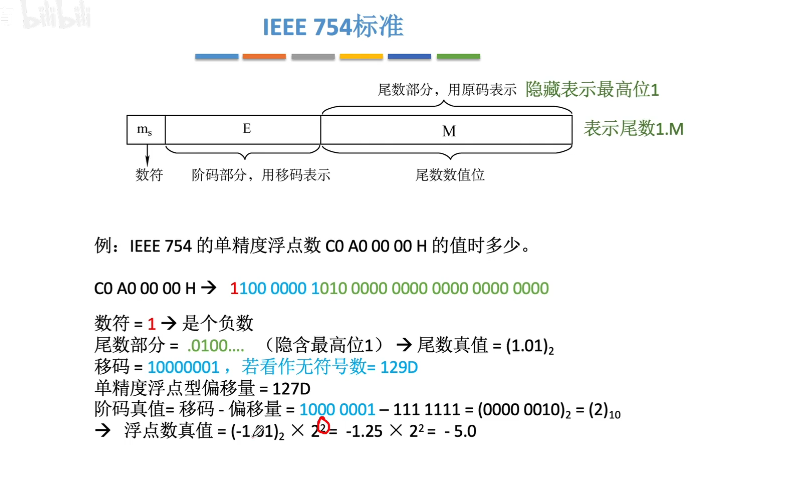 bilibili
IEEE 754标准
尾数部分，用原码表示 隐藏表示最高位1
mₛ E M 表示尾数1.M
数符 阶码部分，用移码表示 尾数数值位
例：IEEE 754 的单精度浮点数 C0 A0 00 00 H 的值时多少。
C0 A0 00 00 H → 1100 0000 1010 0000 0000 0000 0000 0000
数符 = 1 → 是个负数
尾数部分 = .0100.... （隐含最高位1） → 尾数真值 = (1.01)₂
移码 = 10000001 ，若看作无符号数= 129D
单精度浮点型偏移量 = 127D
阶码真值= 移码 - 偏移量 = 1000 0001 – 111 1111 = (0000 0010)₂ = (2)₁₀
→ 浮点数真值 = (-1.01)₂ × 2² = -1.25 × 2² = - 5.0